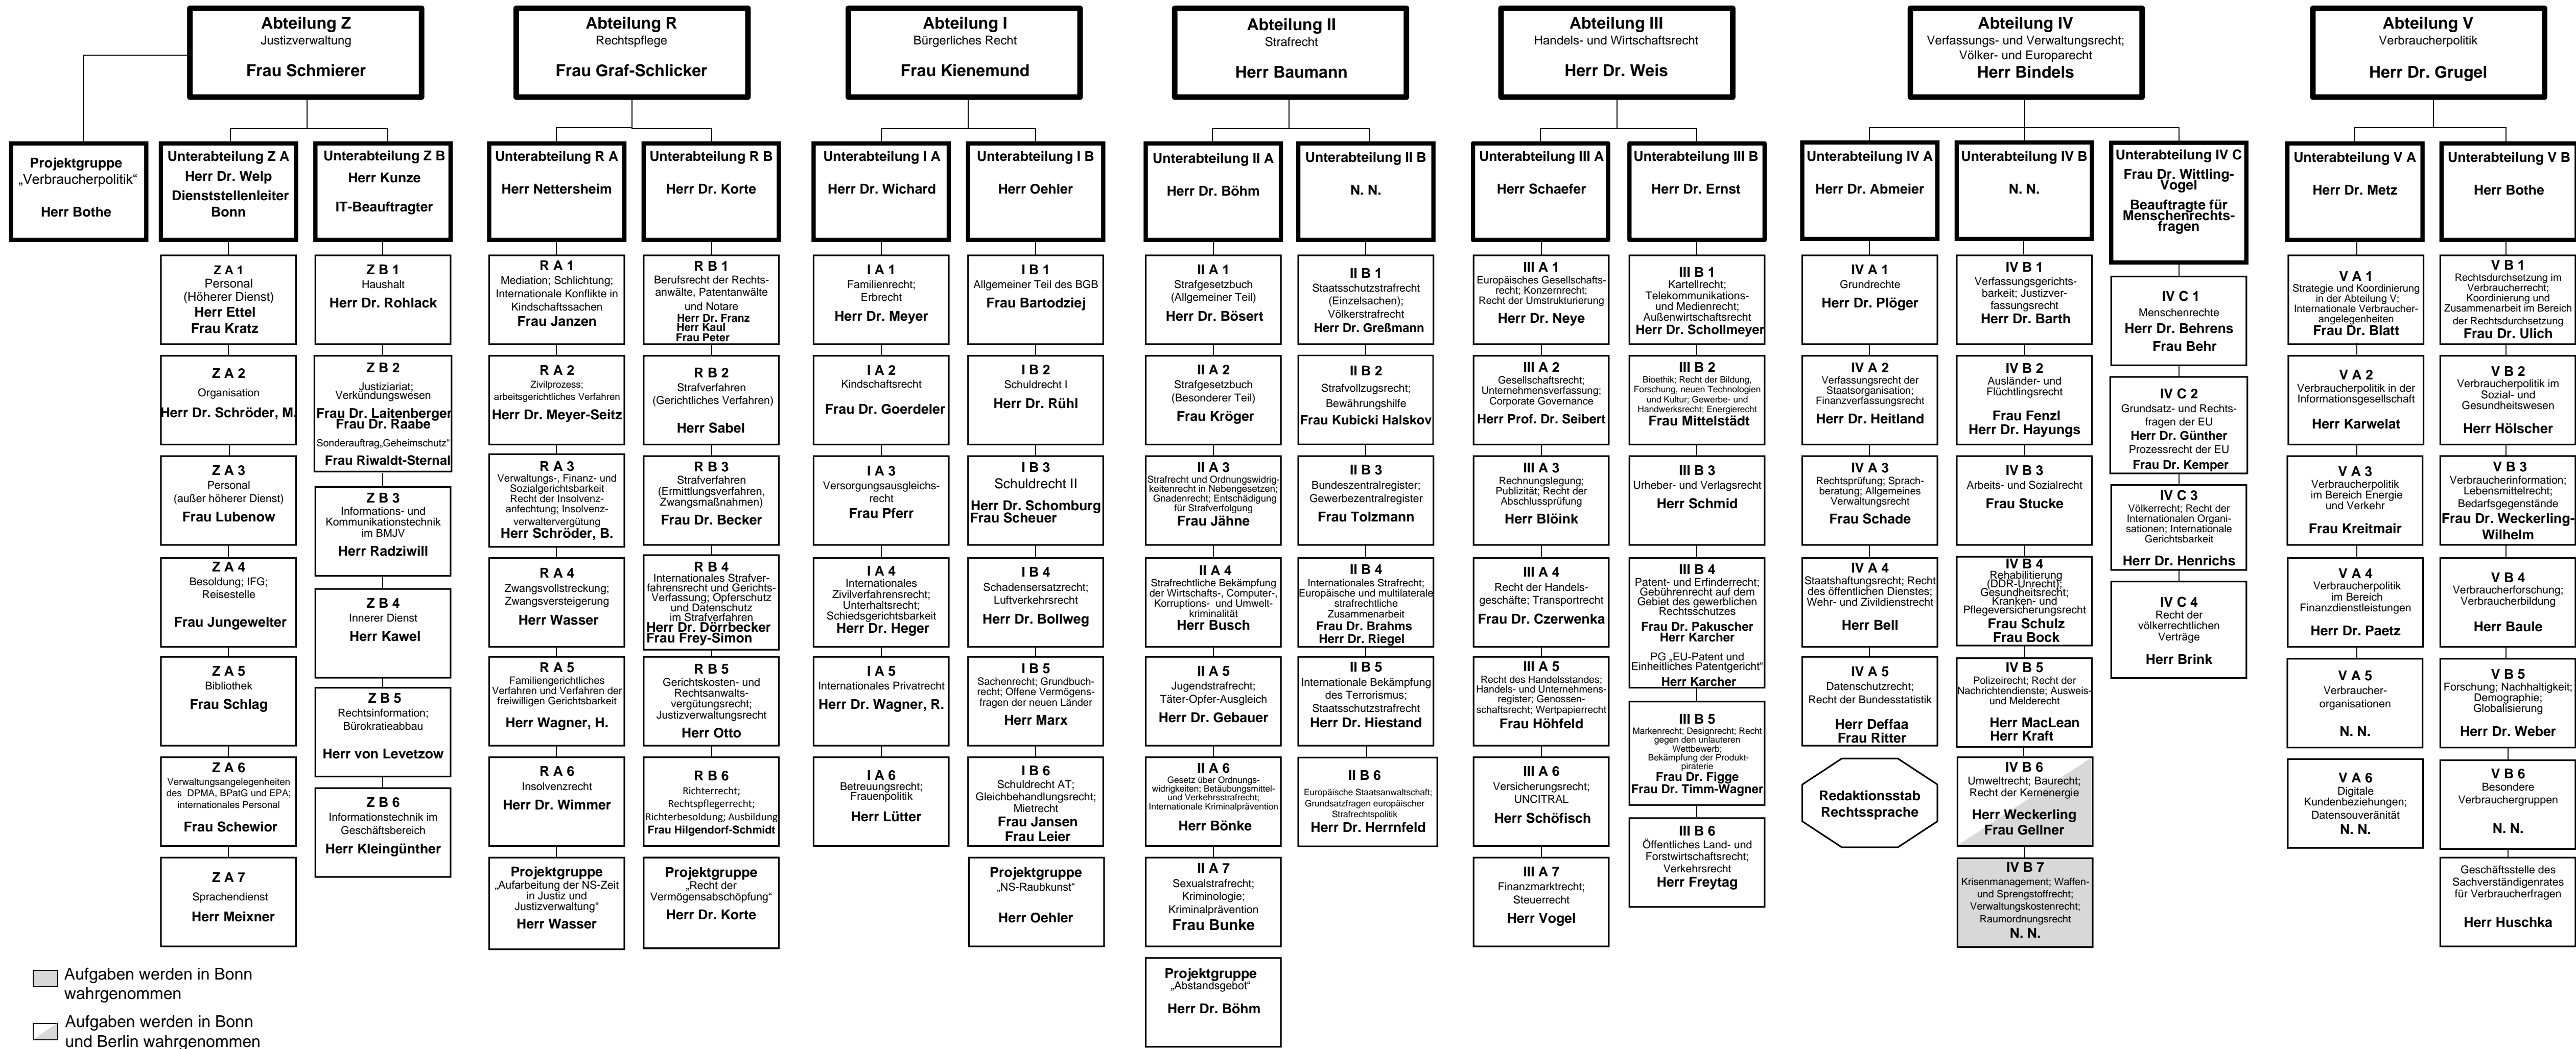 Abteilung Z
Justizverwaltung
Frau Schmierer
Abteilung R
Rechtspflege
Frau Graf-Schlicker
Abteilung I
Bürgerliches Recht
Frau Kienemund
Abteilung II
Strafrecht
Herr Baumann
Abteilung III
Handels- und Wirtschaftsrecht
Herr Dr. Weis
Abteilung IV
Verfassungs- und Verwaltungsrecht;
Völker- und Europarecht
Herr Bindels
Abteilung V
Verbraucherpolitik
Herr Dr. Grugel
Projektgruppe
„Verbraucherpolitik“
Herr Bothe
Unterabteilung Z A
Herr Dr. Welp
Dienststellenleiter
Bonn
Z A 1
Personal
(Höherer Dienst)
Herr Ettel
Frau Kratz
Z A 2
Organisation
Herr Dr. Schröder, M.
Z A 3
Personal
(außer höherer Dienst)
Frau Lubenow
Z A 4
Besoldung; IFG;
Reisestelle
Frau Jungewelter
Z A 5
Bibliothek
Frau Schlag
Z A 6
Verwaltungsangelegenheiten
des DPMA, BPatG und EPA;
internationales Personal
Frau Schewior
Z A 7
Sprachendienst
Herr Meixner
Unterabteilung Z B
Herr Kunze
IT-Beauftragter
Z B 1
Haushalt
Herr Dr. Rohlack
Z B 2
Justiziariat;
Verkündungswesen
Frau Dr. Laitenberger
Frau Dr. Raabe
Sonderauftrag„Geheimschutz“
Frau Riwaldt-Sternal
Z B 3
Informations- und
Kommunikationstechnik
im BMJV
Herr Radziwill
Z B 4
Innerer Dienst
Herr Kawel
Z B 5
Rechtsinformation;
Bürokratieabbau
Herr von Levetzow
Z B 6
Informationstechnik im
Geschäftsbereich
Herr Kleingünther
Unterabteilung R A
Herr Nettersheim
R A 1
Mediation; Schlichtung;
Internationale Konflikte in
Kindschaftssachen
Frau Janzen
R A 2
Zivilprozess;
arbeitsgerichtliches Verfahren
Herr Dr. Meyer-Seitz
R A 3
Verwaltungs-, Finanz- und
Sozialgerichtsbarkeit
Recht der Insolvenz-
anfechtung; Insolvenz-
verwaltervergütung
Herr Schröder, B.
R A 4
Zwangsvollstreckung;
Zwangsversteigerung
Herr Wasser
R A 5
Familiengerichtliches
Verfahren und Verfahren der
freiwilligen Gerichtsbarkeit
Herr Wagner, H.
R A 6
Insolvenzrecht
Herr Dr. Wimmer
Projektgruppe
„Aufarbeitung der NS-Zeit
in Justiz und
Justizverwaltung“
Herr Wasser
Unterabteilung R B
Herr Dr. Korte
R B 1
Berufsrecht der Rechts-
anwälte, Patentanwälte
und Notare
Herr Dr. Franz
Herr Kaul
Frau Peter
R B 2
Strafverfahren
(Gerichtliches Verfahren)
Herr Sabel
R B 3
Strafverfahren
(Ermittlungsverfahren,
Zwangsmaßnahmen)
Frau Dr. Becker
R B 4
Internationales Strafver-
fahrensrecht und Gerichts-
Verfassung; Opferschutz
und Datenschutz
im Strafverfahren
Herr Dr. Dörrbecker
Frau Frey-Simon
R B 5
Gerichtskosten- und
Rechtsanwalts-
vergütungsrecht;
Justizverwaltungsrecht
Herr Otto
R B 6
Richterrecht;
Rechtspflegerrecht;
Richterbesoldung; Ausbildung
Frau Hilgendorf-Schmidt
Projektgruppe
„Recht der
Vermögensabschöpfung“
Herr Dr. Korte
Unterabteilung I A
Herr Dr. Wichard
I A 1
Familienrecht;
Erbrecht
Herr Dr. Meyer
I A 2
Kindschaftsrecht
Frau Dr. Goerdeler
I A 3
Versorgungsausgleichs-
recht
Frau Pferr
I A 4
Internationales
Zivilverfahrensrecht;
Unterhaltsrecht;
Schiedsgerichtsbarkeit
Herr Dr. Heger
I A 5
Internationales Privatrecht
Herr Dr. Wagner, R.
I A 6
Betreuungsrecht;
Frauenpolitik
Herr Lütter
Unterabteilung I B
Herr Oehler
I B 1
Allgemeiner Teil des BGB
Frau Bartodziej
I B 2
Schuldrecht I
Herr Dr. Rühl
I B 3
Schuldrecht II
Herr Dr. Schomburg
Frau Scheuer
I B 4
Schadensersatzrecht;
Luftverkehrsrecht
Herr Dr. Bollweg
I B 5
Sachenrecht; Grundbuch-
recht; Offene Vermögens-
fragen der neuen Länder
Herr Marx
I B 6
Schuldrecht AT;
Gleichbehandlungsrecht;
Mietrecht
Frau Jansen
Frau Leier
Projektgruppe
„NS-Raubkunst“
Herr Oehler
Unterabteilung II A
Herr Dr. Böhm
II A 1
Strafgesetzbuch
(Allgemeiner Teil)
Herr Dr. Bösert
II A 2
Strafgesetzbuch
(Besonderer Teil)
Frau Kröger
II A 3
Strafrecht und Ordnungswidrig-
keitenrecht in Nebengesetzen;
Gnadenrecht; Entschädigung
für Strafverfolgung
Frau Jähne
II A 4
Strafrechtliche Bekämpfung
der Wirtschafts-, Computer-,
Korruptions- und Umwelt-
kriminalität
Herr Busch
II A 5
Jugendstrafrecht;
Täter-Opfer-Ausgleich
Herr Dr. Gebauer
II A 6
Gesetz über Ordnungs-
widrigkeiten; Betäubungsmittel-
und Verkehrsstrafrecht;
Internationale Kriminalprävention
Herr Bönke
II A 7
Sexualstrafrecht;
Kriminologie;
Kriminalprävention
Frau Bunke
Projektgruppe
„Abstandsgebot“
Herr Dr. Böhm
Unterabteilung II B
N. N.
II B 1
Staatsschutzstrafrecht
(Einzelsachen);
Völkerstrafrecht
Herr Dr. Greßmann
II B 2
Strafvollzugsrecht;
Bewährungshilfe
Frau Kubicki Halskov
II B 3
Bundeszentralregister;
Gewerbezentralregister
Frau Tolzmann
II B 4
Internationales Strafrecht;
Europäische und multilaterale
strafrechtliche
Zusammenarbeit
Frau Dr. Brahms
Herr Dr. Riegel
II B 5
Internationale Bekämpfung
des Terrorismus;
Staatsschutzstrafrecht
Herr Dr. Hiestand
II B 6
Europäische Staatsanwaltschaft;
Grundsatzfragen europäischer
Strafrechtspolitik
Herr Dr. Herrnfeld
Unterabteilung III A
Herr Schaefer
III A 1
Europäisches Gesellschafts-
recht; Konzernrecht;
Recht der Umstrukturierung
Herr Dr. Neye
III A 2
Gesellschaftsrecht;
Unternehmensverfassung;
Corporate Governance
Herr Prof. Dr. Seibert
III A 3
Rechnungslegung;
Publizität; Recht der
Abschlussprüfung
Herr Blöink
III A 4
Recht der Handels-
geschäfte; Transportrecht
Frau Dr. Czerwenka
III A 5
Recht des Handelsstandes;
Handels- und Unternehmens-
register; Genossen-
schaftsrecht; Wertpapierrecht
Frau Höhfeld
III A 6
Versicherungsrecht;
UNCITRAL
Herr Schöfisch
III A 7
Finanzmarktrecht;
Steuerrecht
Herr Vogel
Unterabteilung III B
Herr Dr. Ernst
III B 1
Kartellrecht;
Telekommunikations-
und Medienrecht;
Außenwirtschaftsrecht
Herr Dr. Schollmeyer
III B 2
Bioethik; Recht der Bildung,
Forschung, neuen Technologien
und Kultur; Gewerbe- und
Handwerksrecht; Energierecht
Frau Mittelstädt
III B 3
Urheber- und Verlagsrecht
Herr Schmid
III B 4
Patent- und Erfinderrecht;
Gebührenrecht auf dem
Gebiet des gewerblichen
Rechtsschutzes
Frau Dr. Pakuscher
Herr Karcher
PG „EU-Patent und
Einheitliches Patentgericht“
Herr Karcher
III B 5
Markenrecht; Designrecht; Recht
gegen den unlauteren
Wettbewerb;
Bekämpfung der Produkt-
piraterie
Frau Dr. Figge
Frau Dr. Timm-Wagner
III B 6
Öffentliches Land- und
Forstwirtschaftsrecht;
Verkehrsrecht
Herr Freytag
Unterabteilung IV A
Herr Dr. Abmeier
IV A 1
Grundrechte
Herr Dr. Plöger
IV A 2
Verfassungsrecht der
Staatsorganisation;
Finanzverfassungsrecht
Herr Dr. Heitland
IV A 3
Rechtsprüfung; Sprach-
beratung; Allgemeines
Verwaltungsrecht
Frau Schade
IV A 4
Staatshaftungsrecht; Recht
des öffentlichen Dienstes;
Wehr- und Zivildienstrecht
Herr Bell
IV A 5
Datenschutzrecht;
Recht der Bundesstatistik
Herr Deffaa
Frau Ritter
Redaktionsstab
Rechtssprache
Unterabteilung IV B
N. N.
IV B 1
Verfassungsgerichts-
barkeit; Justizver-
fassungsrecht
Herr Dr. Barth
IV B 2
Ausländer- und
Flüchtlingsrecht
Frau Fenzl
Herr Dr. Hayungs
IV B 3
Arbeits- und Sozialrecht
Frau Stucke
IV B 4
Rehabilitierung
(DDR-Unrecht);
Gesundheitsrecht;
Kranken- und
Pflegeversicherungsrecht
Frau Schulz
Frau Bock
IV B 5
Polizeirecht; Recht der
Nachrichtendienste; Ausweis-
und Melderecht
Herr MacLean
Herr Kraft
IV B 6
Umweltrecht; Baurecht;
Recht der Kernenergie
Herr Weckerling
Frau Gellner
IV B 7
Krisenmanagement; Waffen-
und Sprengstoffrecht;
Verwaltungskostenrecht;
Raumordnungsrecht
N. N.
Unterabteilung IV C
Frau Dr. Wittling-
Vogel
Beauftragte für
Menschenrechts-
fragen
IV C 1
Menschenrechte
Herr Dr. Behrens
Frau Behr
IV C 2
Grundsatz- und Rechts-
fragen der EU
Herr Dr. Günther
Prozessrecht der EU
Frau Dr. Kemper
IV C 3
Völkerrecht; Recht der
Internationalen Organi-
sationen; Internationale
Gerichtsbarkeit
Herr Dr. Henrichs
IV C 4
Recht der
völkerrechtlichen
Verträge
Herr Brink
Unterabteilung V A
Herr Dr. Metz
V A 1
Strategie und Koordinierung
in der Abteilung V;
Internationale Verbraucher-
angelegenheiten
Frau Dr. Blatt
V A 2
Verbraucherpolitik in der
Informationsgesellschaft
Herr Karwelat
V A 3
Verbraucherpolitik
im Bereich Energie
und Verkehr
Frau Kreitmair
V A 4
Verbraucherpolitik
im Bereich
Finanzdienstleistungen
Herr Dr. Paetz
V A 5
Verbraucher-
organisationen
N. N.
V A 6
Digitale
Kundenbeziehungen;
Datensouveränität
N. N.
Unterabteilung V B
Herr Bothe
V B 1
Rechtsdurchsetzung im
Verbraucherrecht;
Koordinierung und
Zusammenarbeit im Bereich
der Rechtsdurchsetzung
Frau Dr. Ulich
V B 2
Verbraucherpolitik im
Sozial- und
Gesundheitswesen
Herr Hölscher
V B 3
Verbraucherinformation;
Lebensmittelrecht;
Bedarfsgegenstände
Frau Dr. Weckerling-
Wilhelm
V B 4
Verbraucherforschung;
Verbraucherbildung
Herr Baule
V B 5
Forschung; Nachhaltigkeit;
Demographie;
Globalisierung
Herr Dr. Weber
V B 6
Besondere
Verbrauchergruppen
N. N.
Geschäftsstelle des
Sachverständigenrates
für Verbraucherfragen
Herr Huschka
Aufgaben werden in Bonn
wahrgenommen
Aufgaben werden in Bonn
und Berlin wahrgenommen